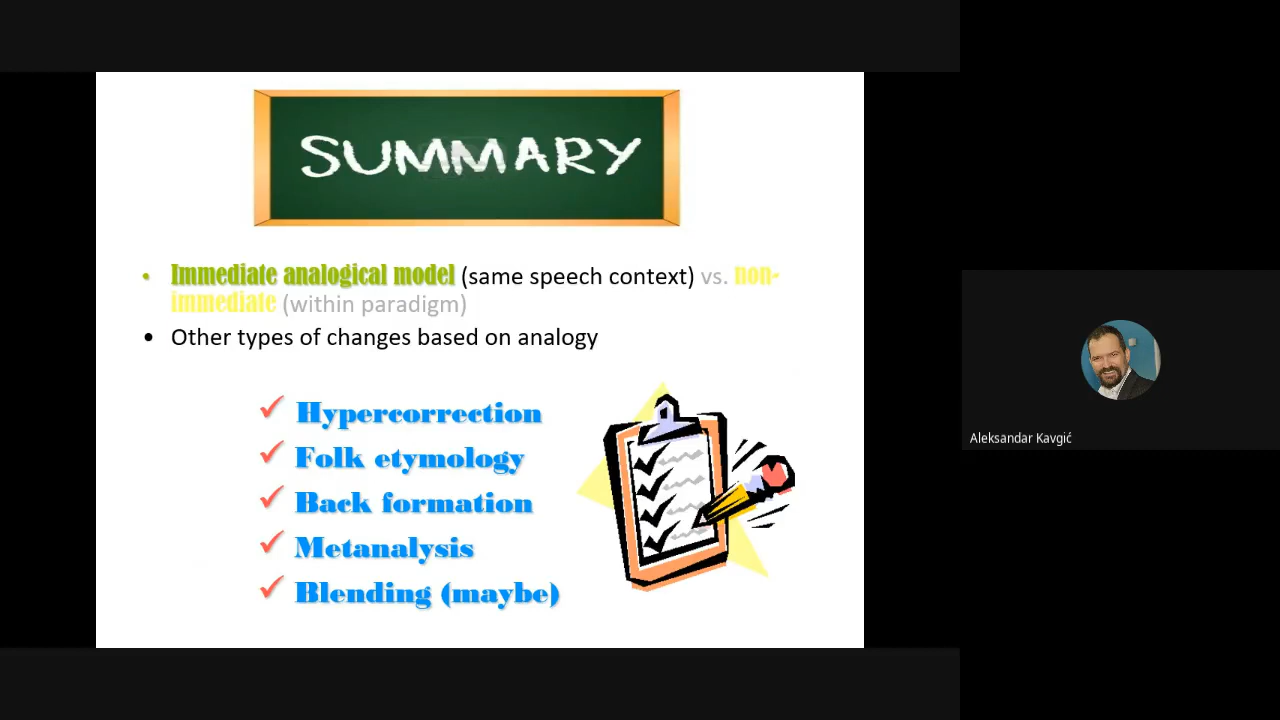 SUMMARY
• Immediate analogical model (same speech context) vs. non-
immediate (within paradigm)
• Other types of changes based on analogy
✓ Hypercorrection
✓ Folk etymology
✓ Back formation
✓ Metanalysis
✓ Blending (maybe)
Aleksandar Kavgić